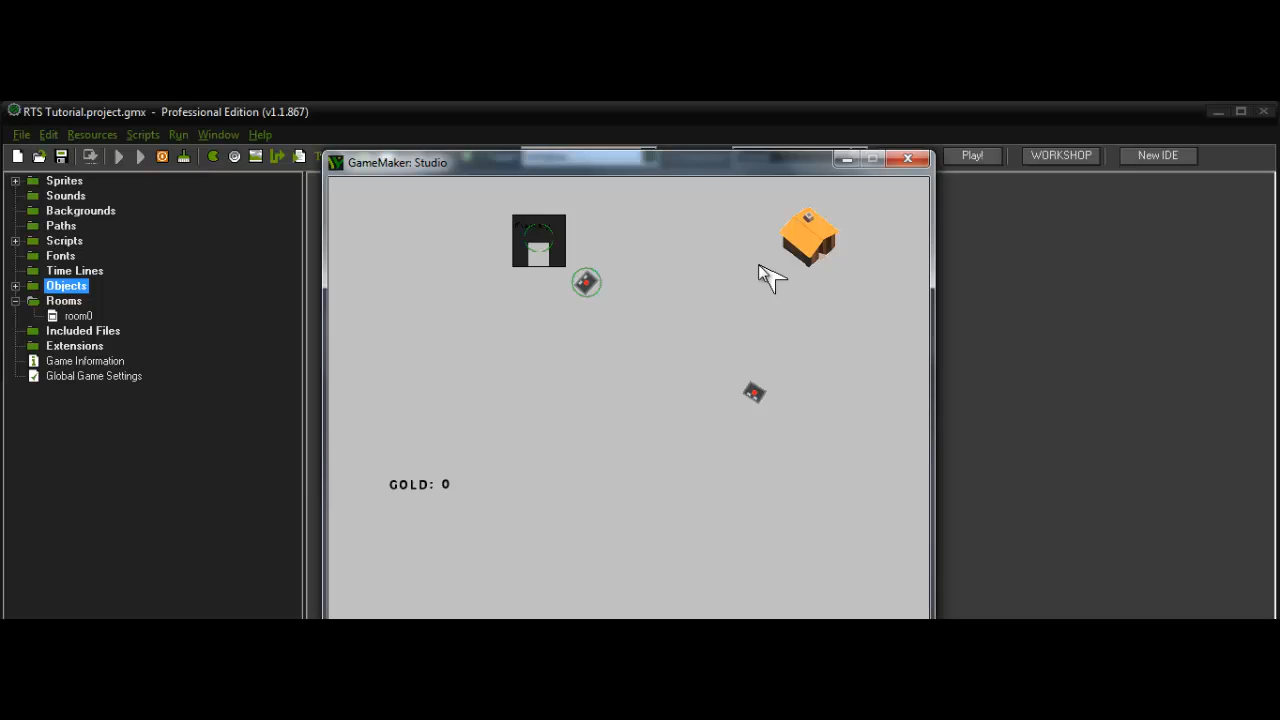 RTS Tutorial.project.gmx - Professional Edition (v1.1.867)
File Edit Resources Scripts Run Window Help
Play! WORKSHOP New IDE
GameMaker: Studio
Sprites
Sounds
Backgrounds
Paths
Scripts
Fonts
Time Lines
Objects
Rooms
room0
Included Files
Extensions
Game Information
Global Game Settings
GOLD: 0